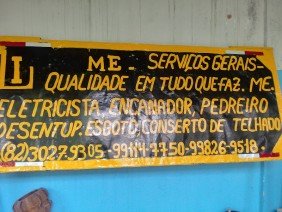 I ME - SERVIÇOS GERAIS -
QUALIDADE EM TUDO QUE FAZ. ME.
ELETRICISTA ENCANADOR, PEDREIRO
DESENTUP. ESGOTO, CONSERTO DE TELHADO
(82) 3027.9305 - 99114-7750 - 99826-9518